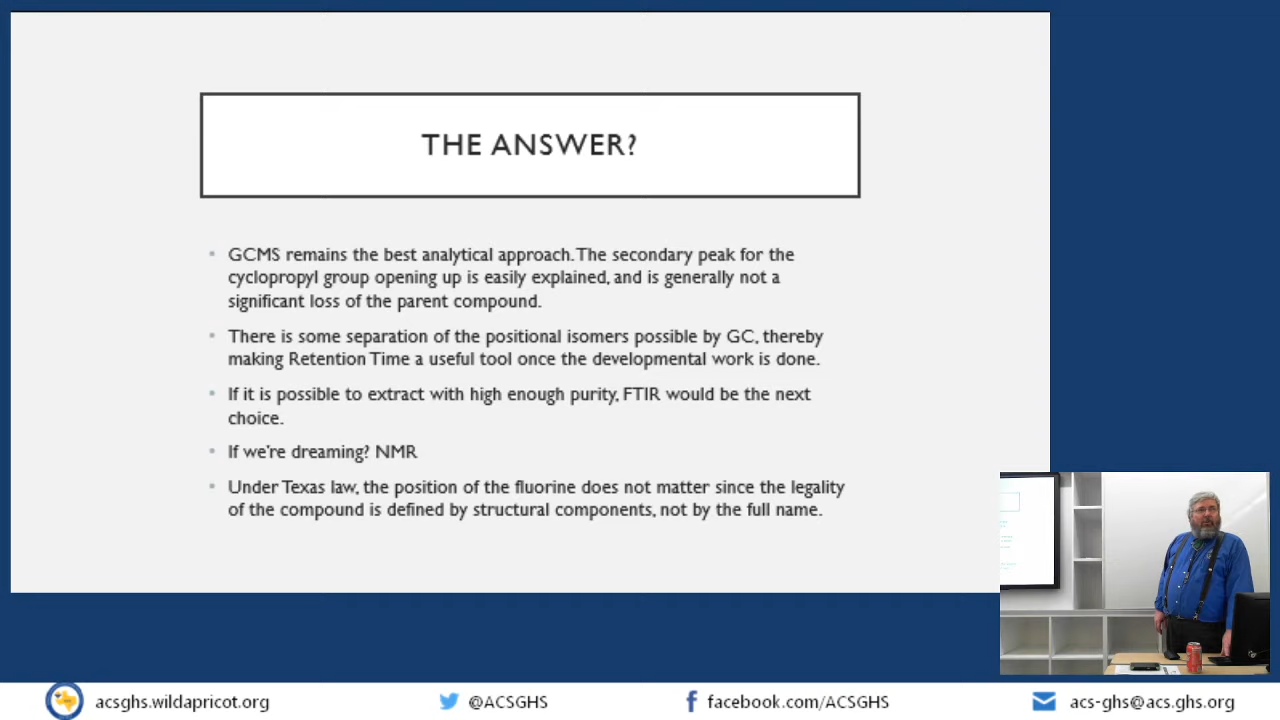 THE ANSWER?
GCMS remains the best analytical approach. The secondary peak for the
cyclopropyl group opening up is easily explained, and is generally not a
significant loss of the parent compound.
There is some separation of the positional isomers possible by GC, thereby
making Retention Time a useful tool once the developmental work is done.
If it is possible to extract with high enough purity, FTIR would be the next
choice.
If we're dreaming? NMR
Under Texas law, the position of the fluorine does not matter since the legality
of the compound is defined by structural components, not by the full name.
acsghs.wildapricot.org
@ACSGHS
facebook.com/ACSGHS
acs-ghs@acs.ghs.org